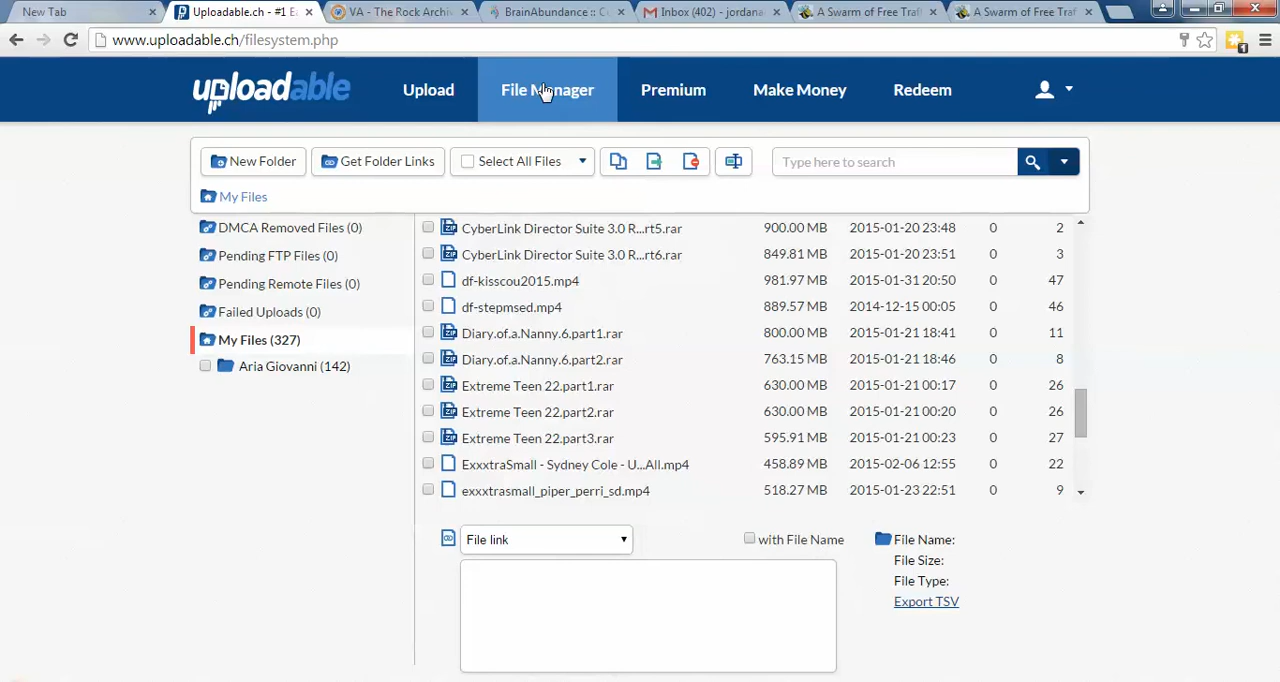 New Tab
Uploadable.ch - #1 E
VA - The Rock Archi
BrainAbundance :: C
Inbox (402) - jordana
A Swarm of Free Traf
A Swarm of Free Traf
www.uploadable.ch/filesystem.php
1
uploadable
Upload
File Manager
Premium
Make Money
Redeem
New Folder
Get Folder Links
Select All Files
Type here to search
My Files
DMCA Removed Files (0)
Pending FTP Files (0)
Pending Remote Files (0)
Failed Uploads (0)
My Files (327)
Aria Giovanni (142)
CyberLink Director Suite 3.0 R...rt5.rar 900.00 MB 2015-01-20 23:48 0 2
CyberLink Director Suite 3.0 R...rt6.rar 849.81 MB 2015-01-20 23:51 0 3
df-kisscou2015.mp4 981.97 MB 2015-01-31 20:50 0 47
df-stepmsed.mp4 889.57 MB 2014-12-15 00:05 0 46
Diary.of.a.Nanny.6.part1.rar 800.00 MB 2015-01-21 18:41 0 11
Diary.of.a.Nanny.6.part2.rar 763.15 MB 2015-01-21 18:46 0 8
Extreme Teen 22.part1.rar 630.00 MB 2015-01-21 00:17 0 26
Extreme Teen 22.part2.rar 630.00 MB 2015-01-21 00:20 0 26
Extreme Teen 22.part3.rar 595.91 MB 2015-01-21 00:23 0 27
ExxxtraSmall - Sydney Cole - U...All.mp4 458.89 MB 2015-02-06 12:55 0 22
exxxtrasmall_piper_perri_sd.mp4 518.27 MB 2015-01-23 22:51 0 9
File link
with File Name
File Name:
File Size:
File Type:
Export TSV